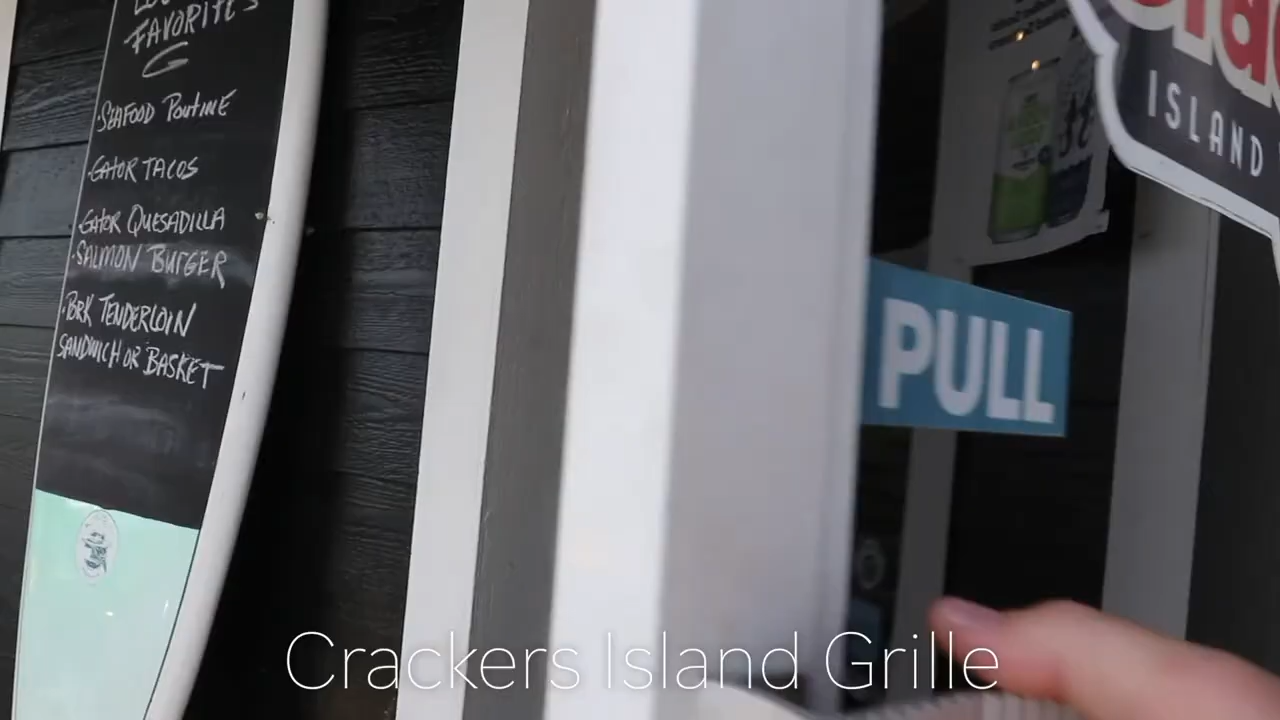 FAVORITE'S
·SEAFOOD POUTINE
·GATOR TACOS
·GATOR QUESADILLA
·SALMON BURGER
·PORK TENDERLOIN
SANDWICH OR BASKET
PULL
ISLAND
Crackers Island Grille